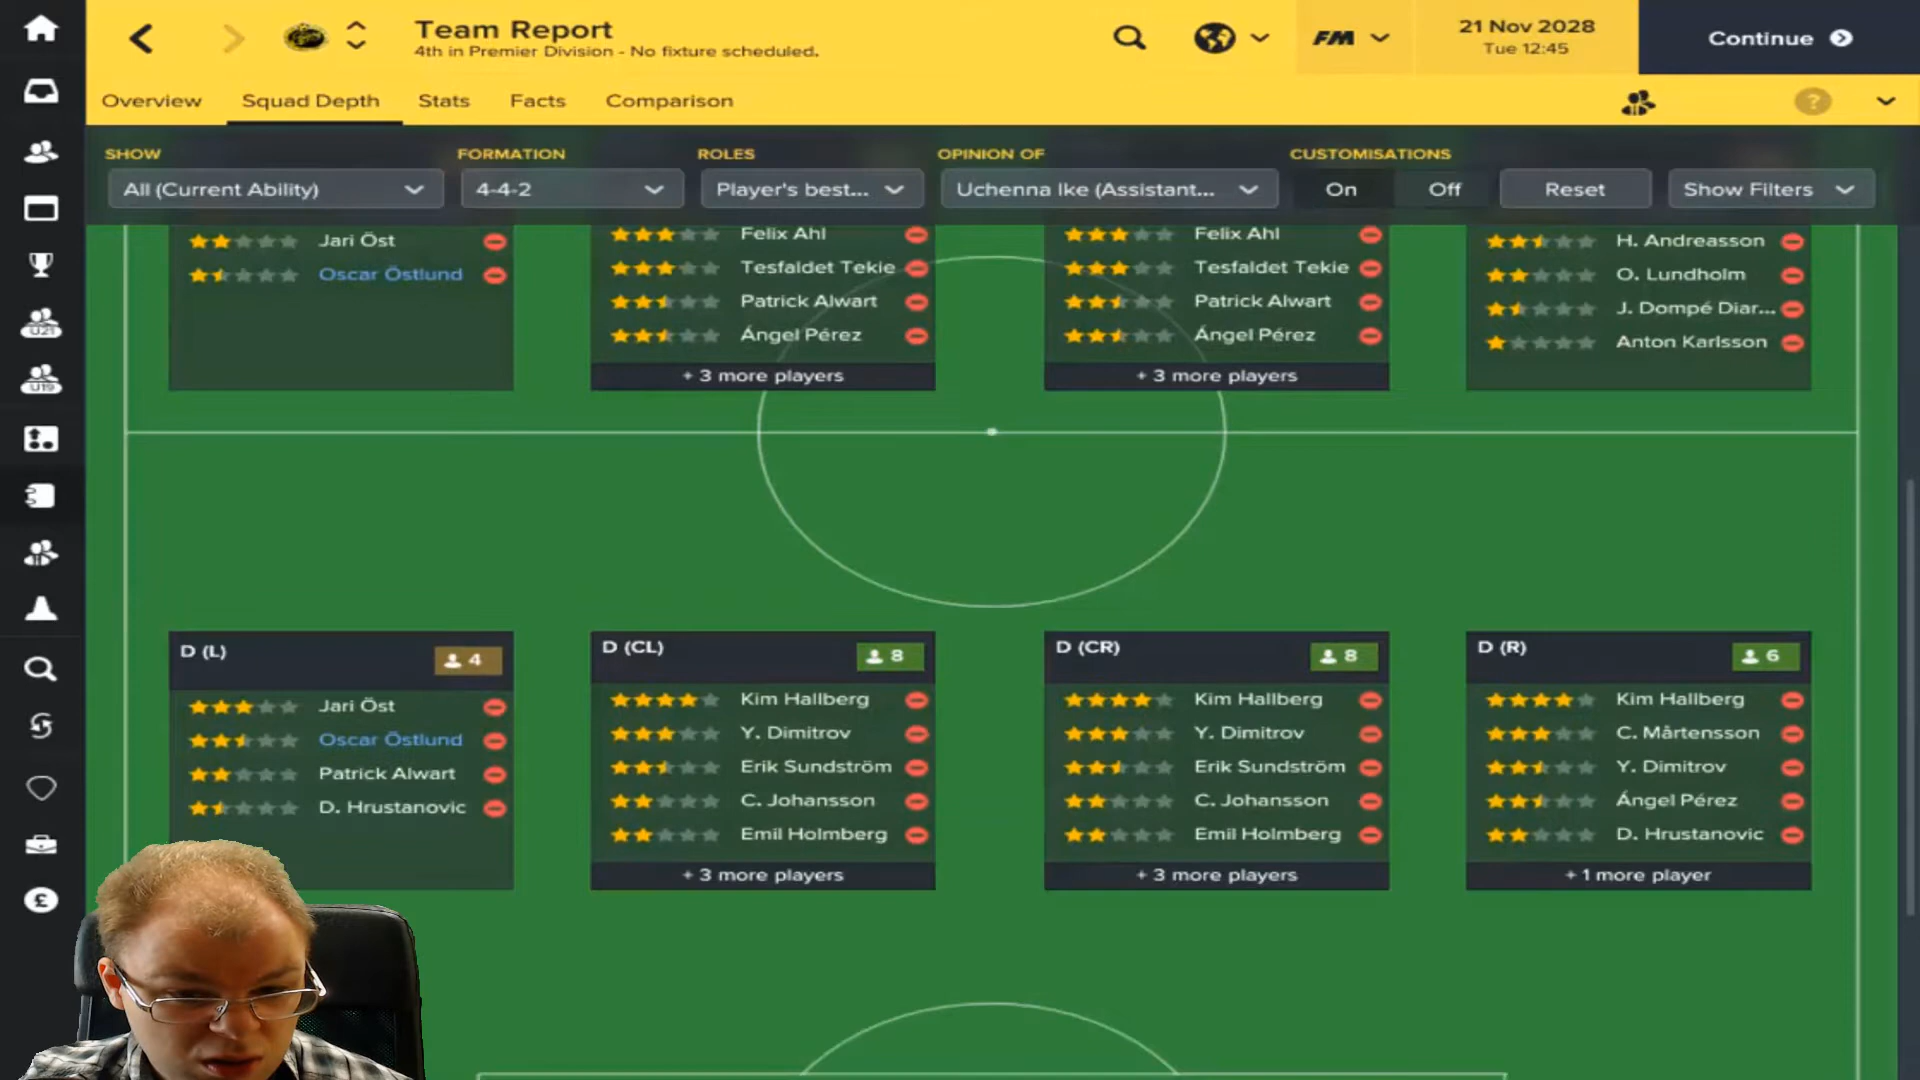 Team Report
4th in Premier Division - No fixture scheduled.
FM
21 Nov 2028
Tue 12:45
Continue
Overview
Squad Depth
Stats
Facts
Comparison
?
SHOW
FORMATION
ROLES
OPINION OF
CUSTOMISATIONS
All (Current Ability)
4-4-2
Player's best...
Uchenna Ike (Assistant...
On
Off
Reset
Show Filters
U21
U19
£
Jari Öst
Oscar Östlund
Felix Ahl
Tesfaldet Tekie
Patrick Alwart
Ángel Pérez
+ 3 more players
Felix Ahl
Tesfaldet Tekie
Patrick Alwart
Ángel Pérez
+ 3 more players
H. Andreasson
O. Lundholm
J. Dompé Diar...
Anton Karlsson
D (L)
4
Jari Öst
Oscar Östlund
Patrick Alwart
D. Hrustanovic
D (CL)
8
Kim Hallberg
Y. Dimitrov
Erik Sundström
C. Johansson
Emil Holmberg
+ 3 more players
D (CR)
8
Kim Hallberg
Y. Dimitrov
Erik Sundström
C. Johansson
Emil Holmberg
+ 3 more players
D (R)
6
Kim Hallberg
C. Mårtensson
Y. Dimitrov
Ángel Pérez
D. Hrustanovic
+ 1 more player